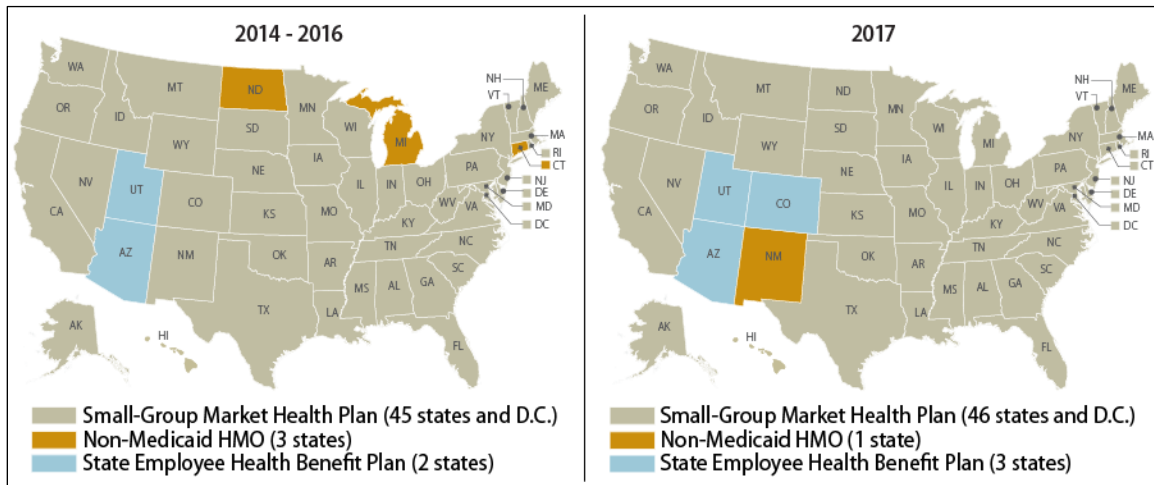 2014 - 2016
WA
MT
ND
MN
OR
ID
SD
WI
MI
WY
NE
IA
NV
UT
CO
KS
IL
IN
OH
MO
CA
AZ
NM
OK
AR
KY
WV
VA
TN
NC
SC
MS
AL
GA
TX
LA
FL
AK
HI
NH
VT
ME
NY
MA
RI
CT
PA
NJ
DE
MD
DC
Small-Group Market Health Plan (45 states and D.C.)
Non-Medicaid HMO (3 states)
State Employee Health Benefit Plan (2 states)
2017
WA
MT
ND
MN
OR
ID
SD
WI
MI
WY
NE
IA
NV
UT
CO
KS
IL
IN
OH
MO
CA
AZ
NM
OK
AR
KY
WV
VA
TN
NC
SC
MS
AL
GA
TX
LA
FL
AK
HI
NH
VT
ME
NY
MA
RI
CT
PA
NJ
DE
MD
DC
Small-Group Market Health Plan (46 states and D.C.)
Non-Medicaid HMO (1 state)
State Employee Health Benefit Plan (3 states)